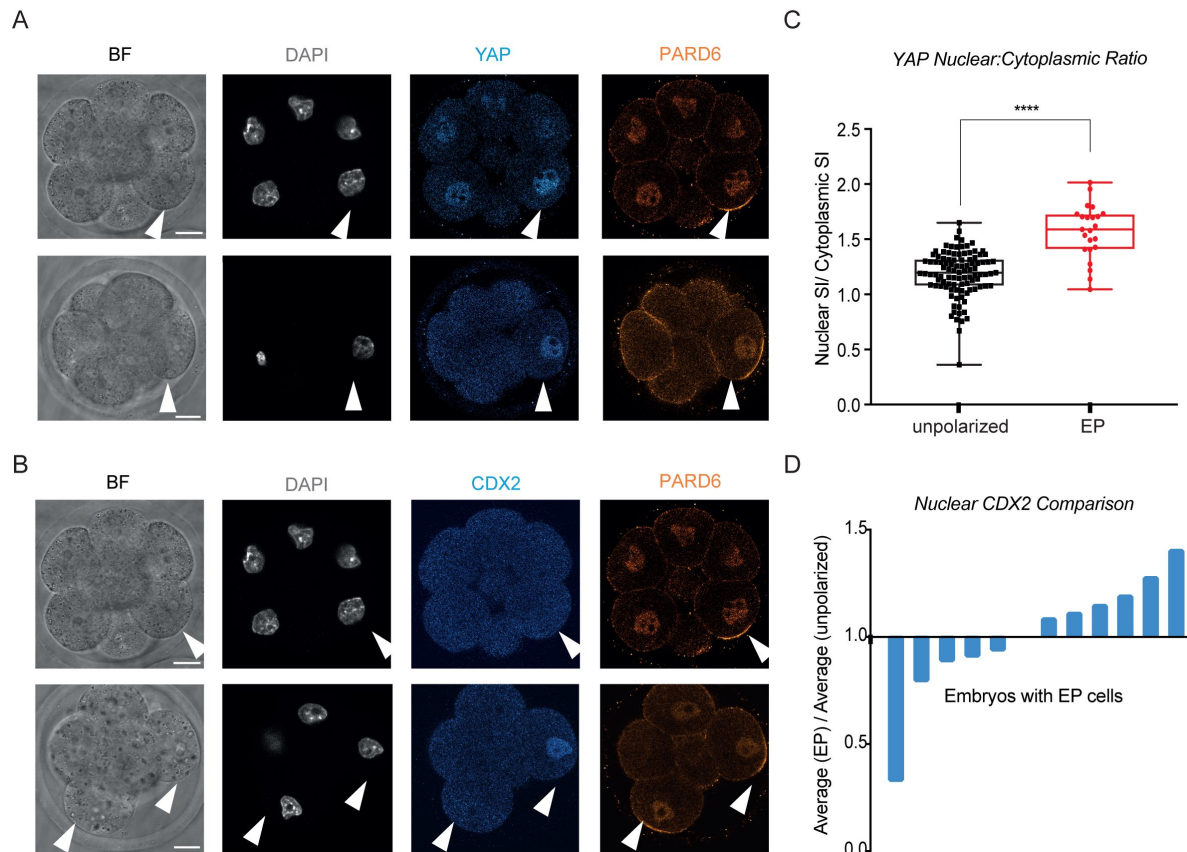 A
BF
DAPI
YAP
PARD6
B
BF
DAPI
CDX2
PARD6
C
YAP Nuclear:Cytoplasmic Ratio
****
Nuclear SI/ Cytoplasmic SI
2.5
2.0
1.5
1.0
0.5
0.0
unpolarized
EP
D
Nuclear CDX2 Comparison
Average (EP) / Average (unpolarized)
1.5
1.0
0.5
0.0
Embryos with EP cells